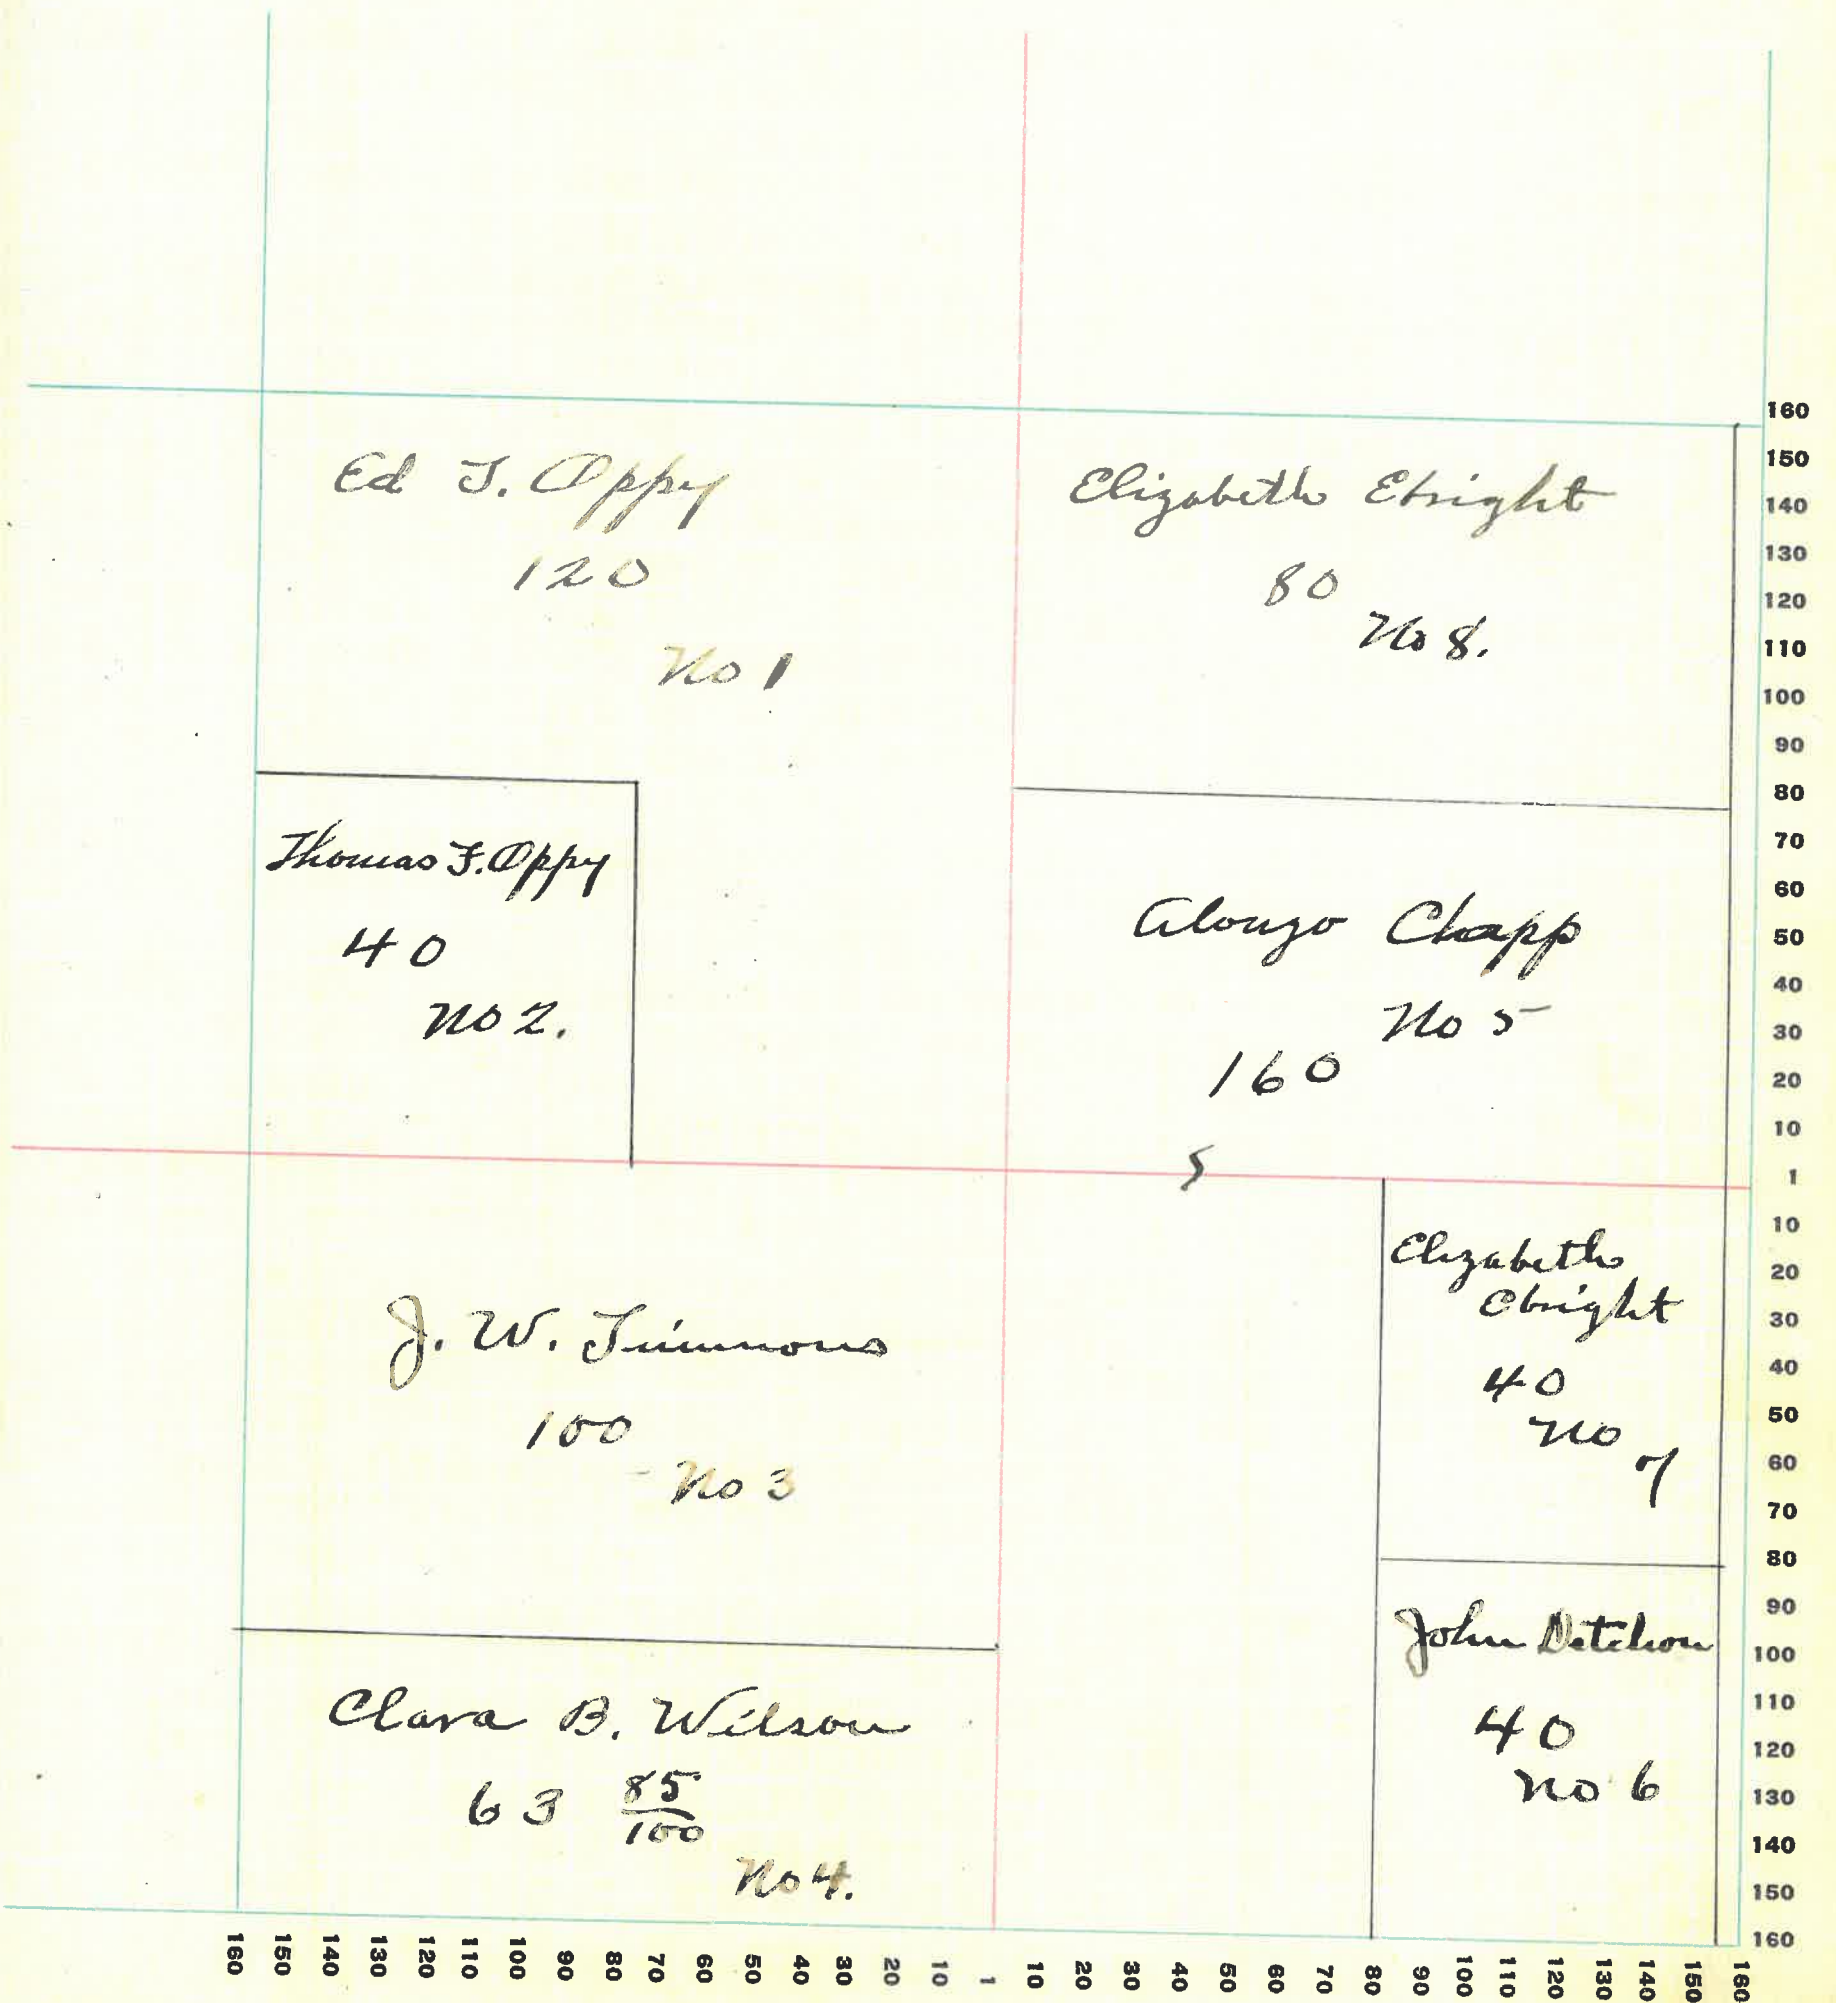 Ed T. Oppy
120
No 1
Elizabeth Ebright
80
No 8.
Thomas F. Oppy
40
No 2.
Alonzo Chapp
No 5
160
5
J. W. Timmons
100
No 3
Elizabeth
Ebright
40
No
7
Clara B. Wilson
63 85/100
No 4.
John Detchon
40
No 6
160
150
140
130
120
110
100
90
80
70
60
50
40
30
20
10
1
10
20
30
40
50
60
70
80
90
100
110
120
130
140
150
160
160 150 140 130 120 110 100 90 80 70 60 50 40 30 20 10 1 10 20 30 40 50 60 70 80 90 100 110 120 130 140 150 160